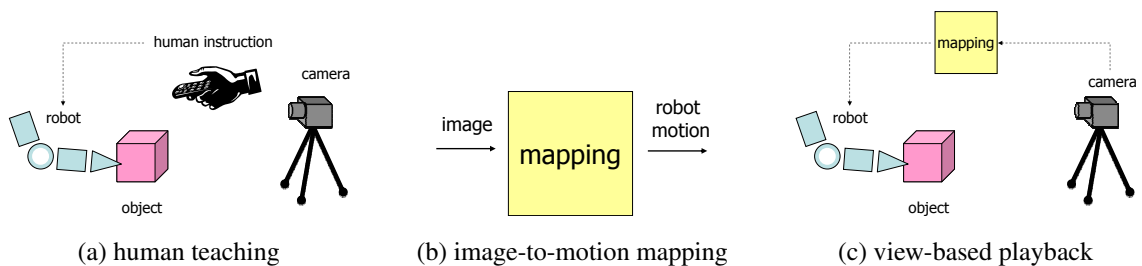 human instruction
camera
robot
object
(a) human teaching
image
mapping
robot
motion
(b) image-to-motion mapping
mapping
camera
robot
object
(c) view-based playback